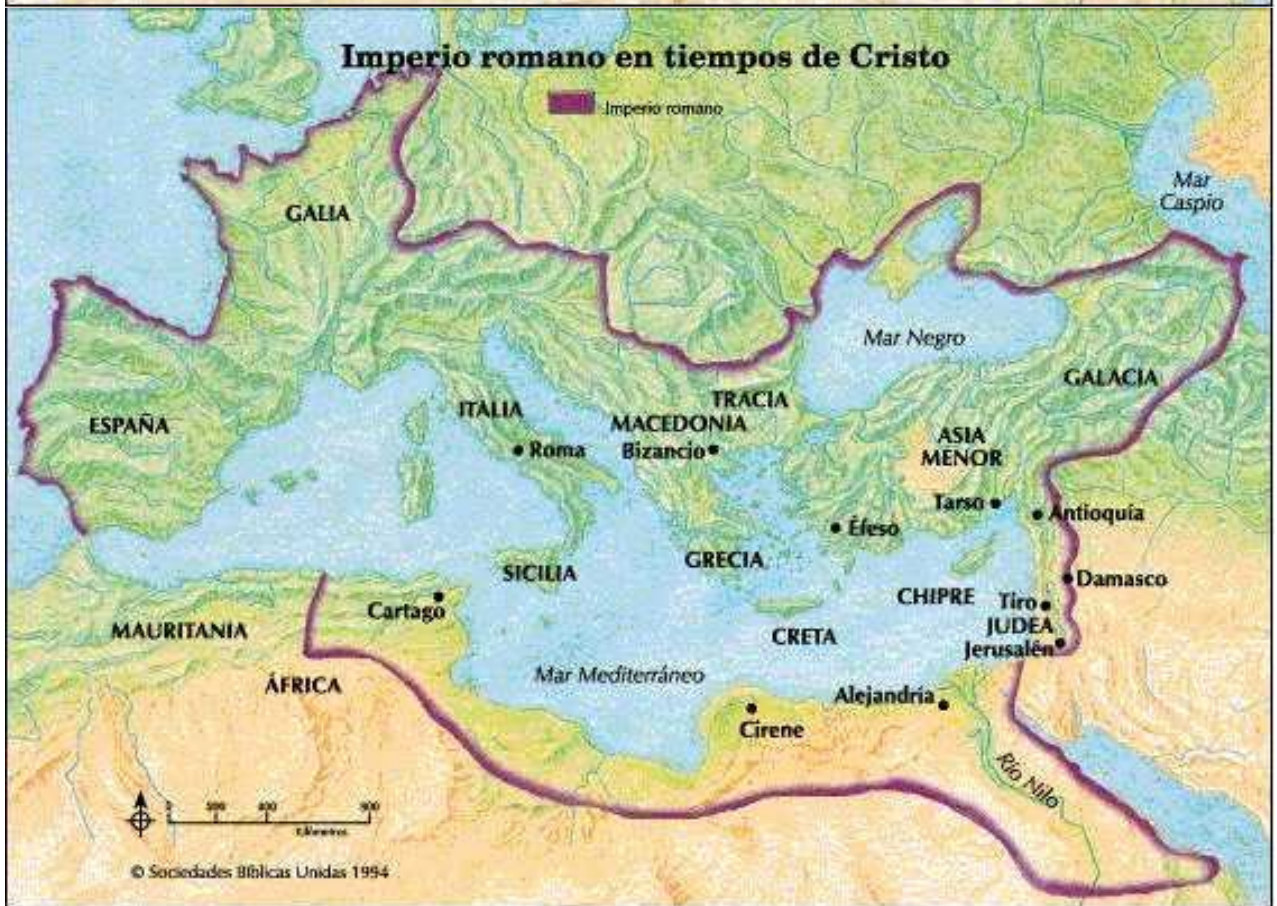 Imperio romano en tiempos de Cristo
Imperio romano
Mar
Caspio
GALIA
Mar Negro
GALACIA
ESPAÑA
ITALIA
TRACIA
MACEDONIA
Roma
Bizancio
ASIA
MENOR
Tarso
Antioquía
Éfeso
GRECIA
SICILIA
Damasco
CHIPRE
Tiro
Cartago
MAURITANIA
CRETA
JUDEA
Jerusalén
Mar Mediterráneo
ÁFRICA
Alejandría
Cirene
Río Nilo
0
Kilómetros
© Sociedades Bíblicas Unidas 1994